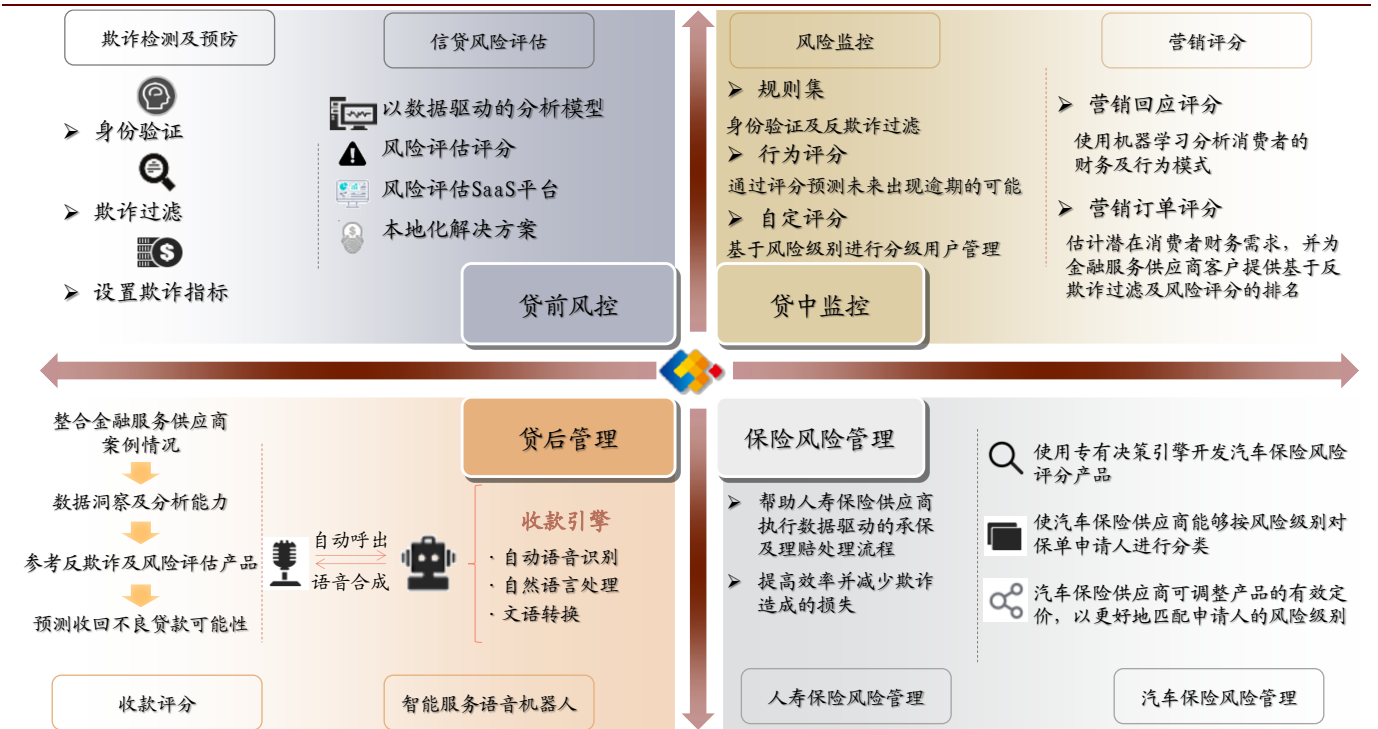 欺诈检测及预防
身份验证
欺诈过滤
设置欺诈指标
信贷风险评估
以数据驱动的分析模型
风险评估评分
风险评估SaaS平台
本地化解决方案
贷前风控
风险监控
➢ 规则集
身份验证及反欺诈过滤
➢ 行为评分
通过评分预测未来出现逾期的可能
➢ 自定评分
基于风险级别进行分级用户管理
营销评分
➢ 营销回应评分
使用机器学习分析消费者的
财务及行为模式
➢ 营销订单评分
估计潜在消费者财务需求，并为
金融服务供应商客户提供基于反
欺诈过滤及风险评分的排名
贷中监控
贷后管理
整合金融服务供应商
案例情况
数据洞察及分析能力
参考反欺诈及风险评估产品
预测收回不良贷款可能性
收款评分
自动呼出
语音合成
收款引擎
·自动语音识别
·自然语言处理
·文语转换
智能服务语音机器人
保险风险管理
➢ 帮助人寿保险供应商
执行数据驱动的承保
及理赔处理流程
➢ 提高效率并减少欺诈
造成的损失
人寿保险风险管理
使用专有决策引擎开发汽车保险风险
评分产品
使汽车保险供应商能够按风险级别对
保单申请人进行分类
汽车保险供应商可调整产品的有效定
价，以更好地匹配申请人的风险级别
汽车保险风险管理